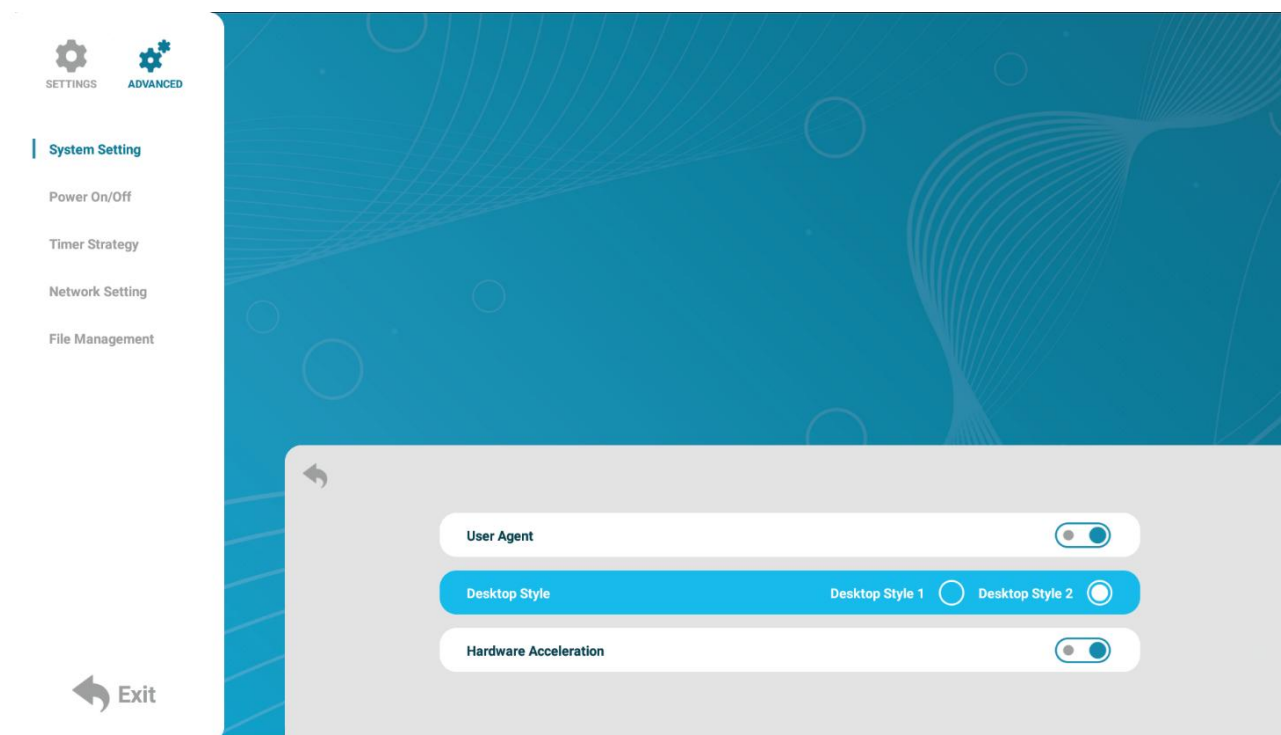 SETTINGS ADVANCED
System Setting
Power On/Off
Timer Strategy
Network Setting
File Management
Exit
User Agent
Desktop Style Desktop Style 1 Desktop Style 2
Hardware Acceleration